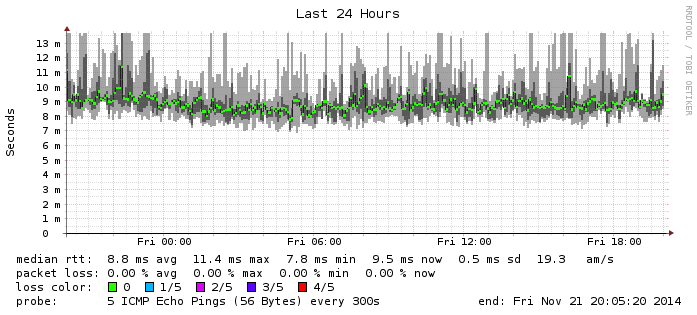 Last 24 Hours
RRDTOOL / TOBI OETIKER
Seconds
13 m
12 m
11 m
10 m
9 m
8 m
7 m
6 m
5 m
4 m
3 m
2 m
1 m
0
Fri 00:00 Fri 06:00 Fri 12:00 Fri 18:00
median rtt: 8.8 ms avg 11.4 ms max 7.8 ms min 9.5 ms now 0.5 ms sd 19.3 am/s
packet loss: 0.00 % avg 0.00 % max 0.00 % min 0.00 % now
loss color: 0 1/5 2/5 3/5 4/5
probe: 5 ICMP Echo Pings (56 Bytes) every 300s end: Fri Nov 21 20:05:20 2014